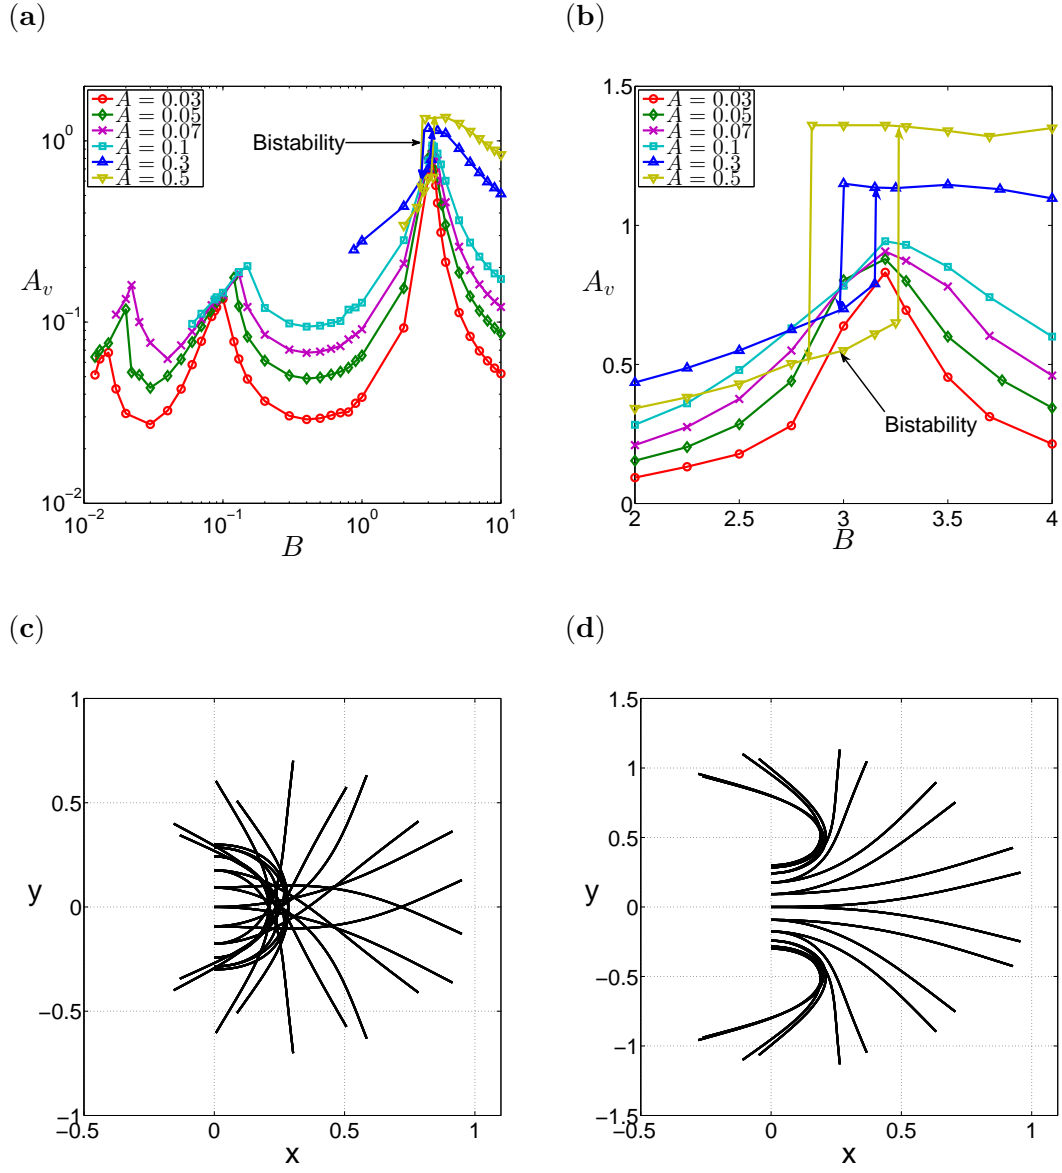 (a)
A = 0.03
A = 0.05
A = 0.07
A = 0.1
A = 0.3
A = 0.5
Bistability
10^0
10^−1
10^−2
A_v
10^−2
10^−1
10^0
10^1
B
(b)
A = 0.03
A = 0.05
A = 0.07
A = 0.1
A = 0.3
A = 0.5
Bistability
1.5
1
0.5
0
A_v
2
2.5
3
3.5
4
B
(c)
1
0.5
0
−0.5
−1
y
−0.5
0
0.5
1
x
(d)
1.5
1
0.5
0
−0.5
−1
−1.5
y
−0.5
0
0.5
1
x